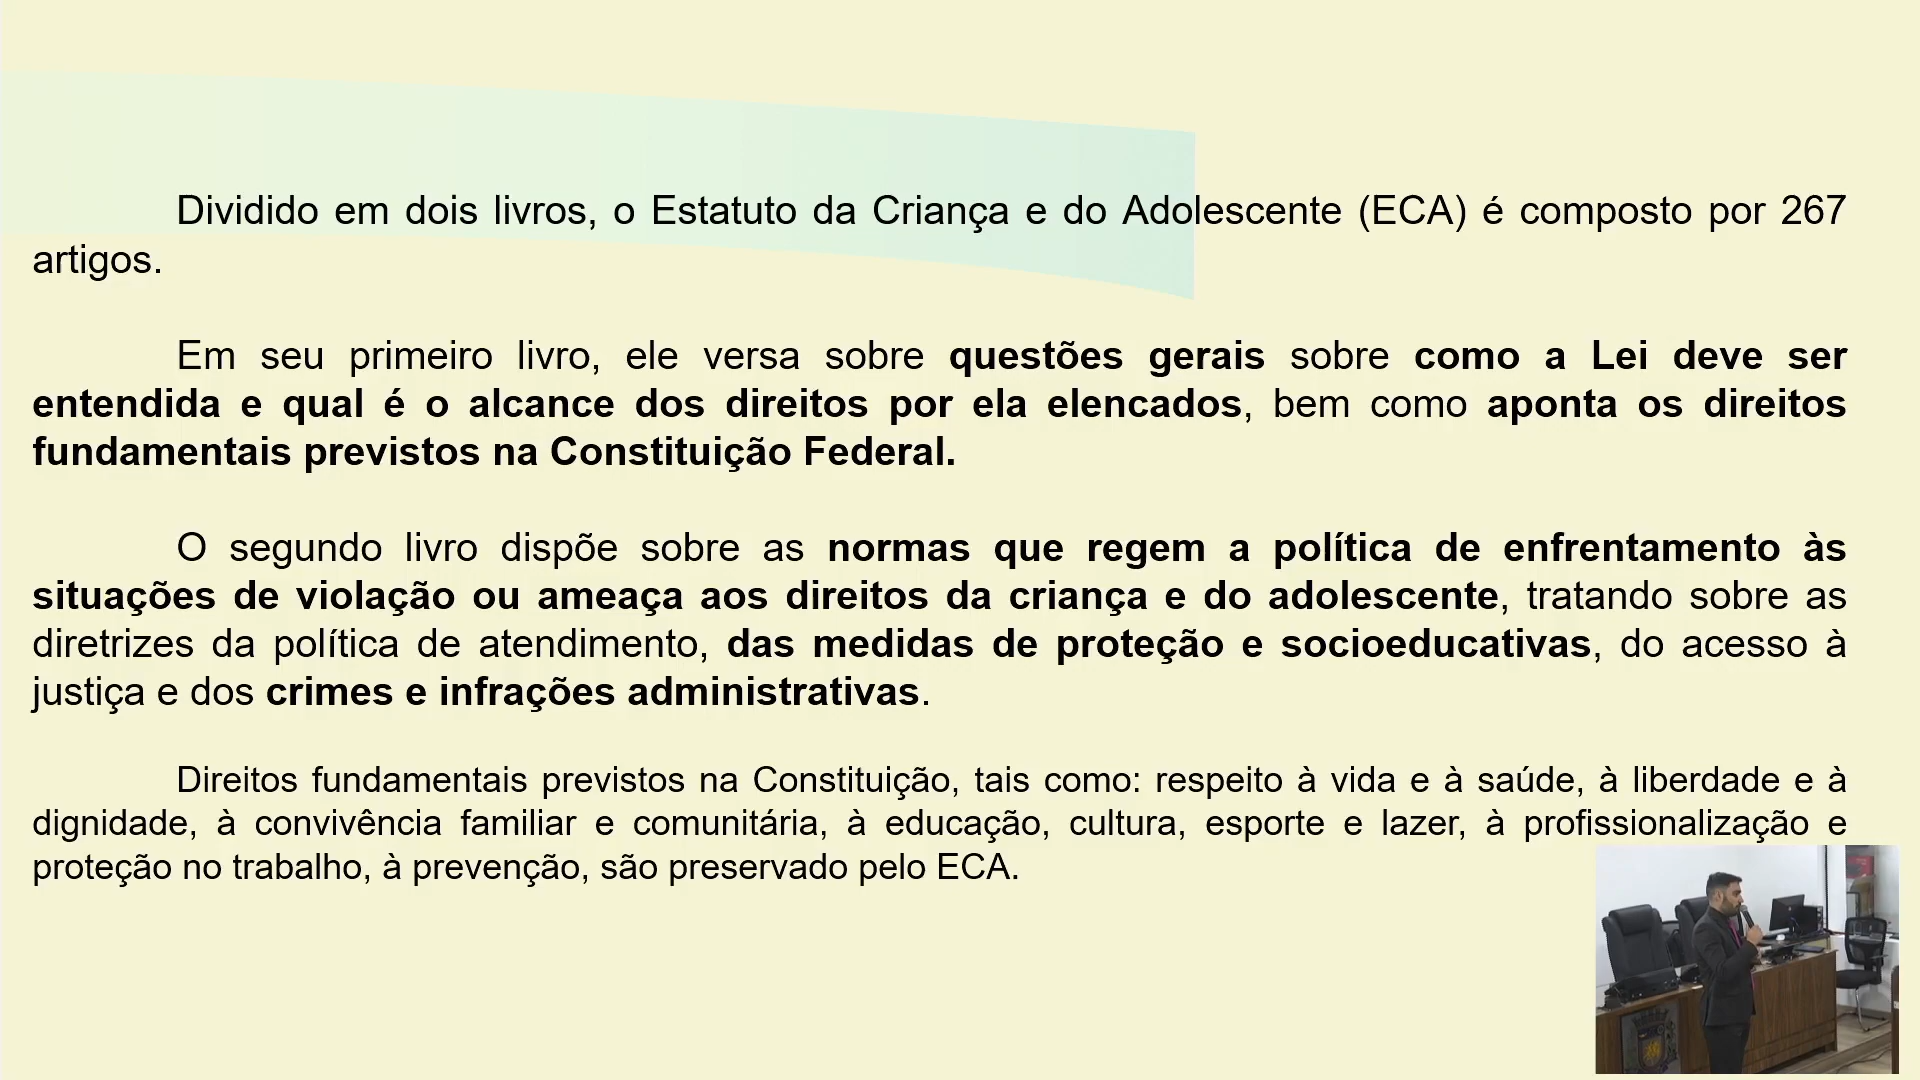 Dividido em dois livros, o Estatuto da Criança e do Adolescente (ECA) é composto por 267
artigos.
Em seu primeiro livro, ele versa sobre questões gerais sobre como a Lei deve ser
entendida e qual é o alcance dos direitos por ela elencados, bem como aponta os direitos
fundamentais previstos na Constituição Federal.
O segundo livro dispõe sobre as normas que regem a política de enfrentamento às
situações de violação ou ameaça aos direitos da criança e do adolescente, tratando sobre as
diretrizes da política de atendimento, das medidas de proteção e socioeducativas, do acesso à
justiça e dos crimes e infrações administrativas.
Direitos fundamentais previstos na Constituição, tais como: respeito à vida e à saúde, à liberdade e à
dignidade, à convivência familiar e comunitária, à educação, cultura, esporte e lazer, à profissionalização e
proteção no trabalho, à prevenção, são preservado pelo ECA.